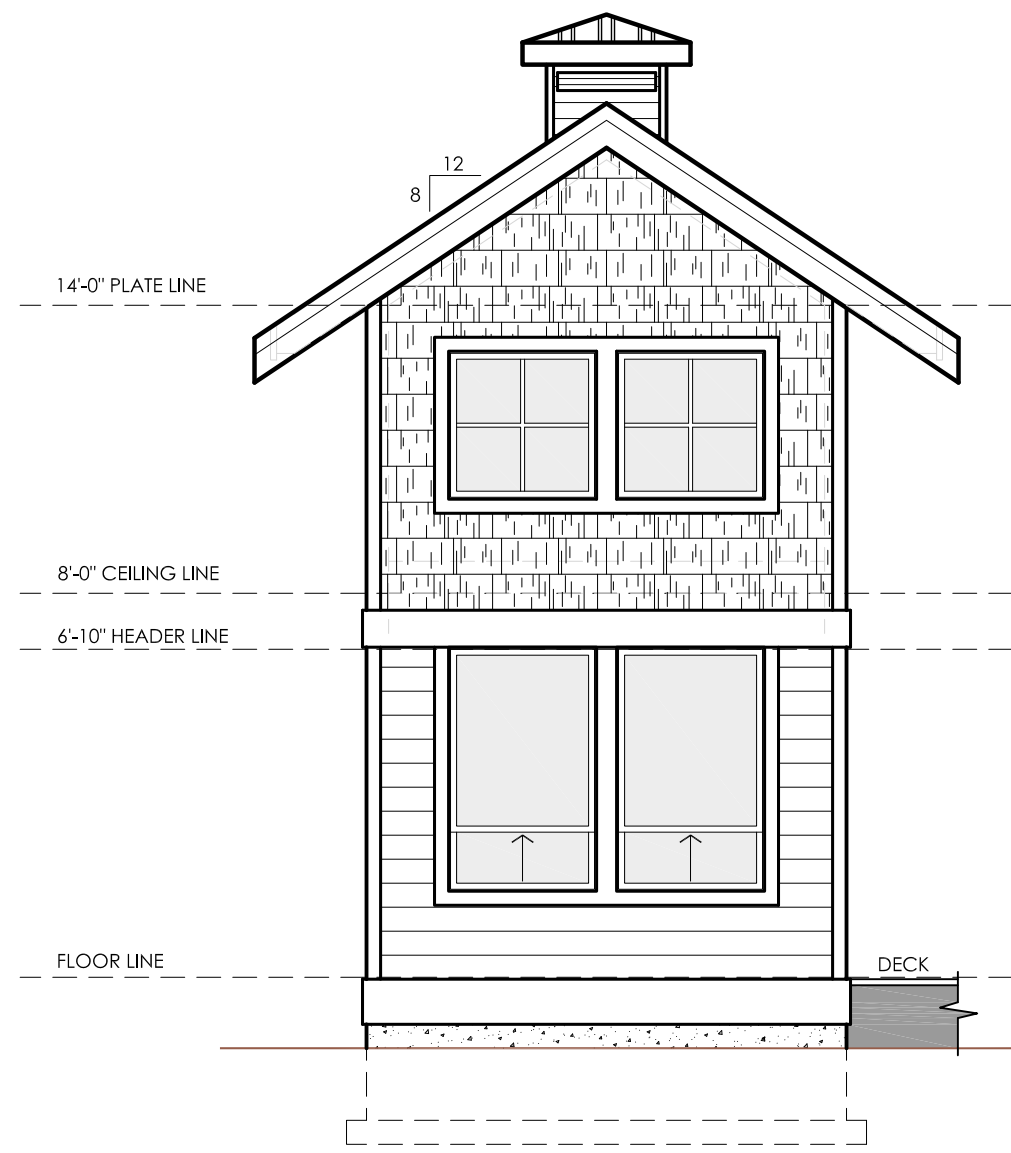 12
8
14'-0" PLATE LINE
8'-0" CEILING LINE
6'-10" HEADER LINE
FLOOR LINE
DECK